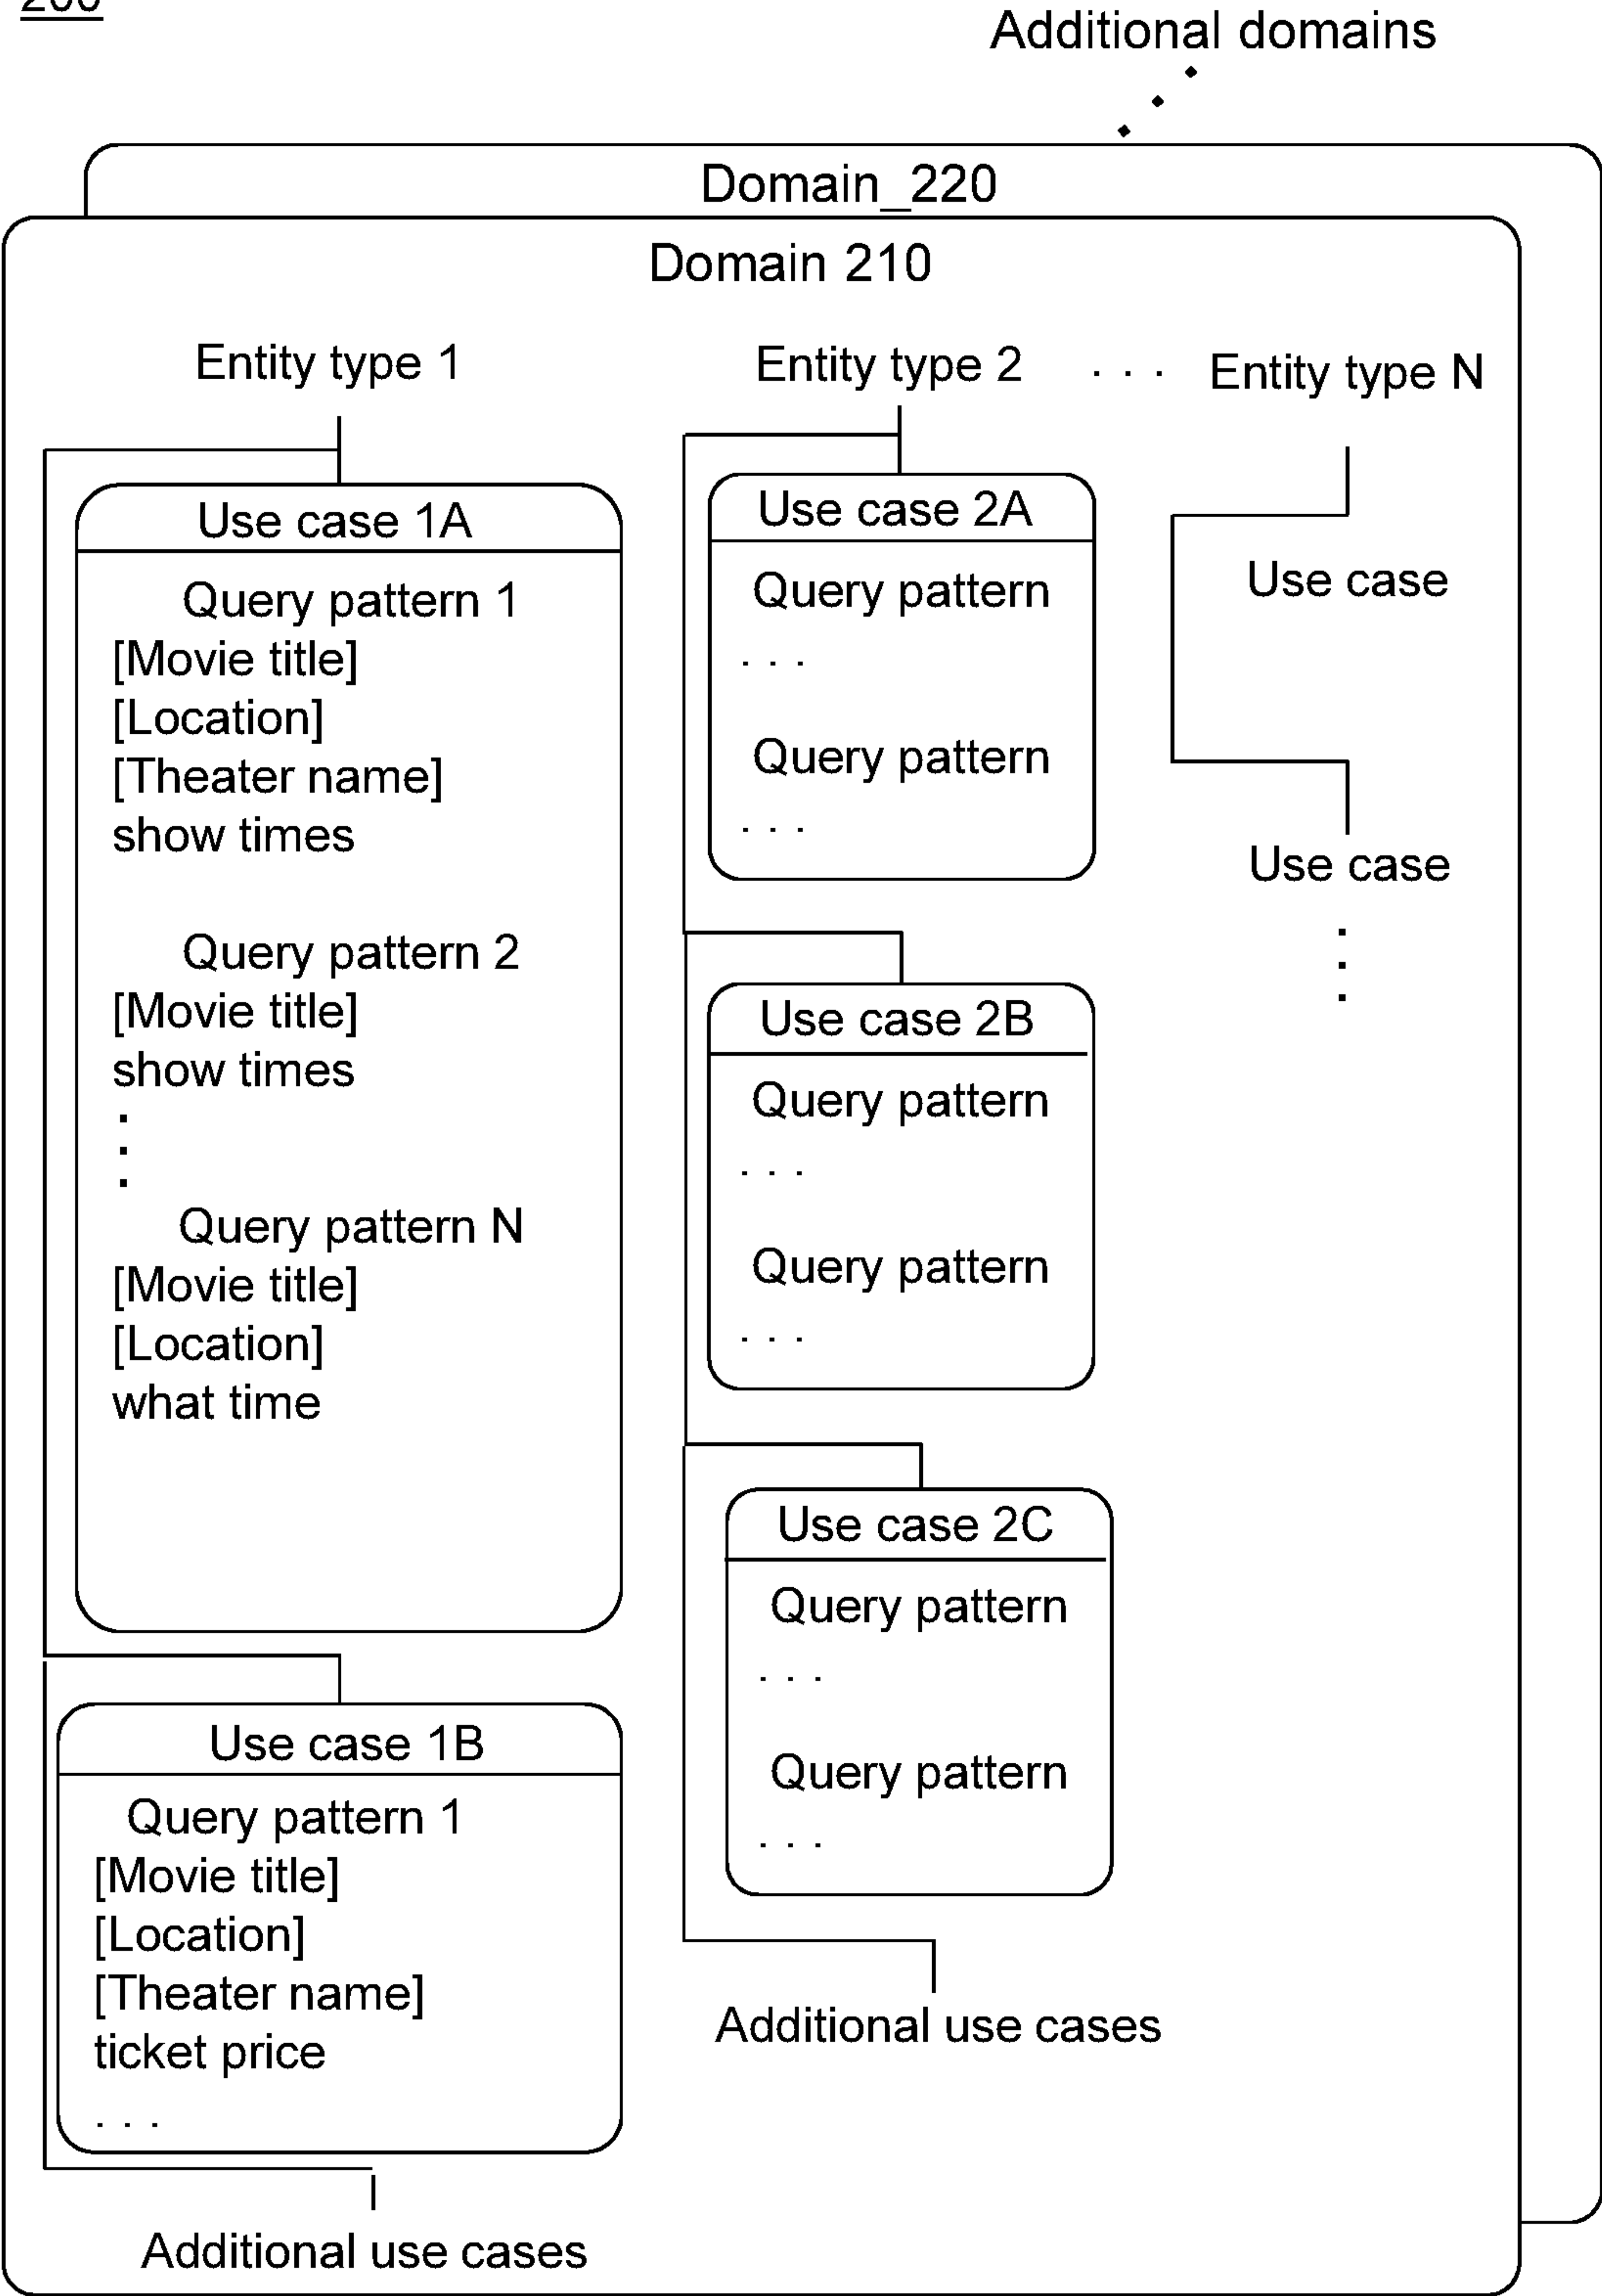 200
Additional domains
Domain_220
Domain 210
Entity type 1
Use case 1A
Query pattern 1
[Movie title]
[Location]
[Theater name]
show times
Query pattern 2
[Movie title]
show times
Query pattern N
[Movie title]
[Location]
what time
Use case 1B
Query pattern 1
[Movie title]
[Location]
[Theater name]
ticket price
. . .
Additional use cases
Entity type 2
Use case 2A
Query pattern
. . .
Query pattern
. . .
Use case 2B
Query pattern
. . .
Query pattern
. . .
Use case 2C
Query pattern
. . .
Query pattern
. . .
Additional use cases
. . .
Entity type N
Use case
Use case